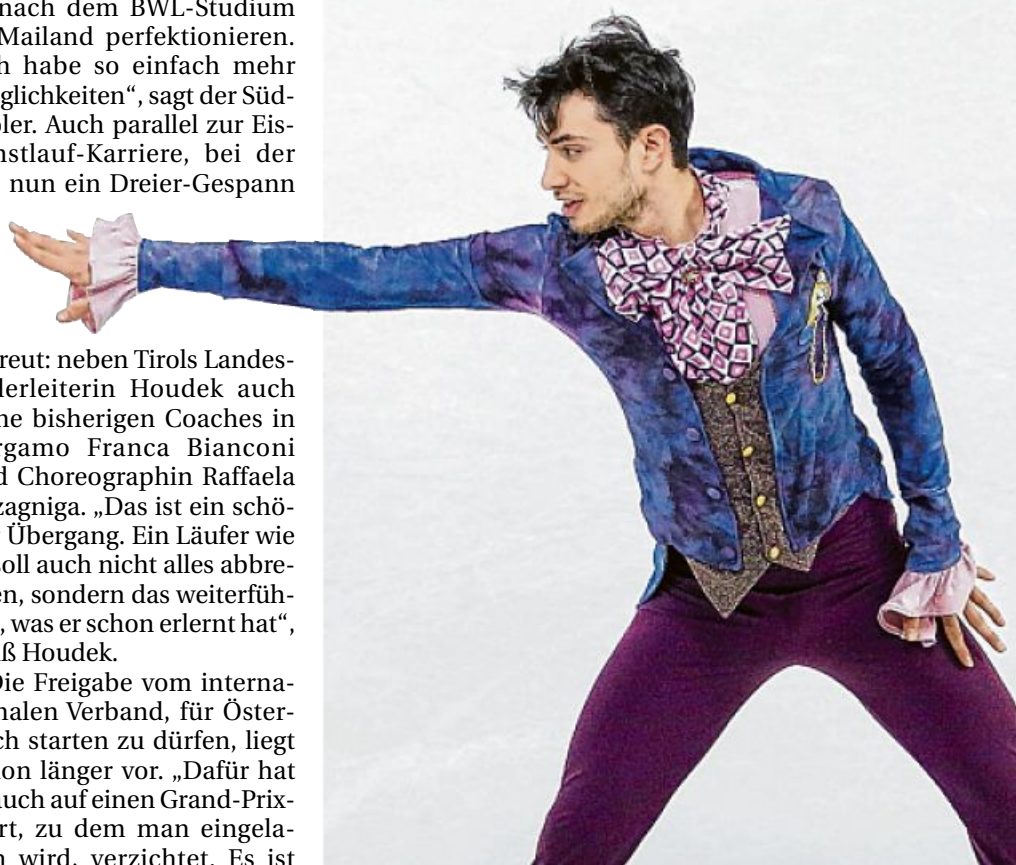 nach dem BWL-Studium
Mailand perfektionieren.
h habe so einfach mehr
glichkeiten“, sagt der Süd-
ler. Auch parallel zur Eis-
nstlauf-Karriere, bei der
nun ein Dreier-Gespann
reut: neben Tirols Landes-
derleiterin Houdek auch
ne bisherigen Coaches in
rgamo Franca Bianconi
d Choreographin Raffaela
zagniga. „Das ist ein schö-
r Übergang. Ein Läufer wie
soll auch nicht alles abbre-
en, sondern das weiterfüh-
, was er schon erlernt hat“,
ß Houdek.
Die Freigabe vom interna-
nalen Verband, für Öster-
ch starten zu dürfen, liegt
on länger vor. „Dafür hat
auch auf einen Grand-Prix-
rt, zu dem man eingela-
n wird, verzichtet. Es ist